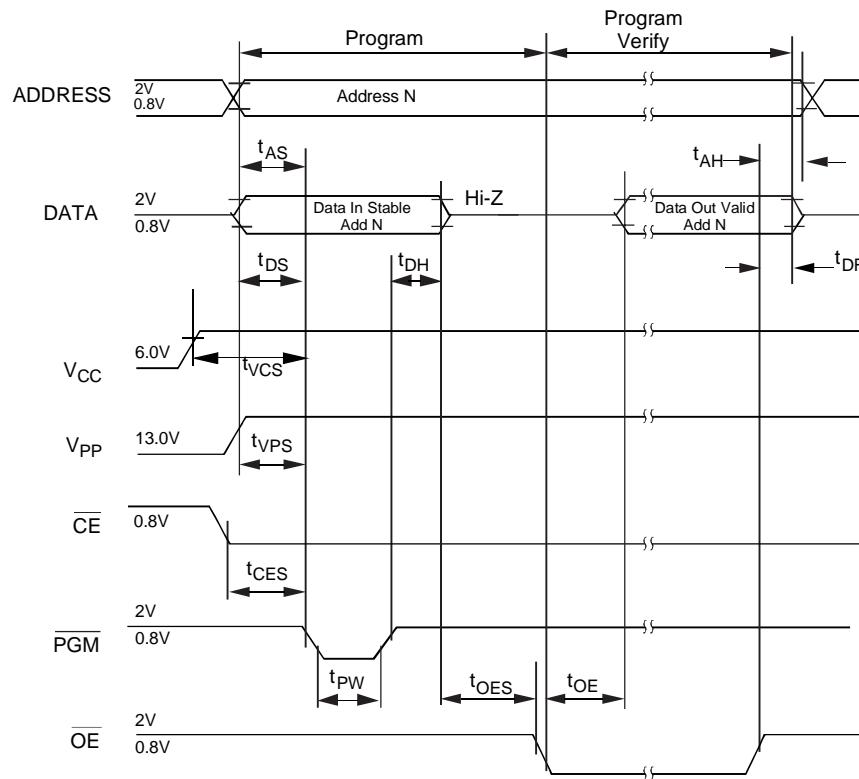 Program
Program
Verify
ADDRESS
2V
0.8V
Address N
tAS
tAH
DATA
2V
0.8V
Data In Stable
Add N
Hi-Z
Data Out Valid
Add N
tDS
tDH
tDF
VCC
6.0V
tVCS
VPP
13.0V
tVPS
CE
0.8V
tCES
PGM
2V
0.8V
tPW
tOES
tOE
OE
2V
0.8V